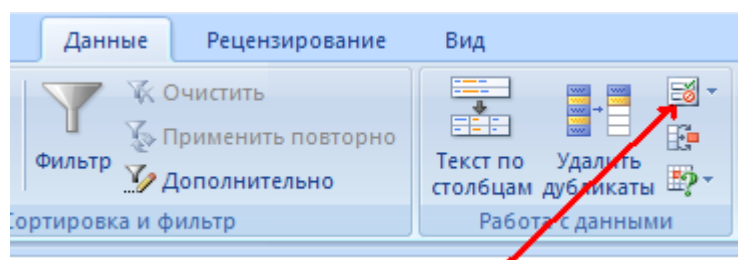 Данные Рецензирование Вид
Очистить
Применить повторно
Фильтр
Дополнительно
Текст по столбцам
Удалить дубликаты
Сортировка и фильтр
Работа с данными